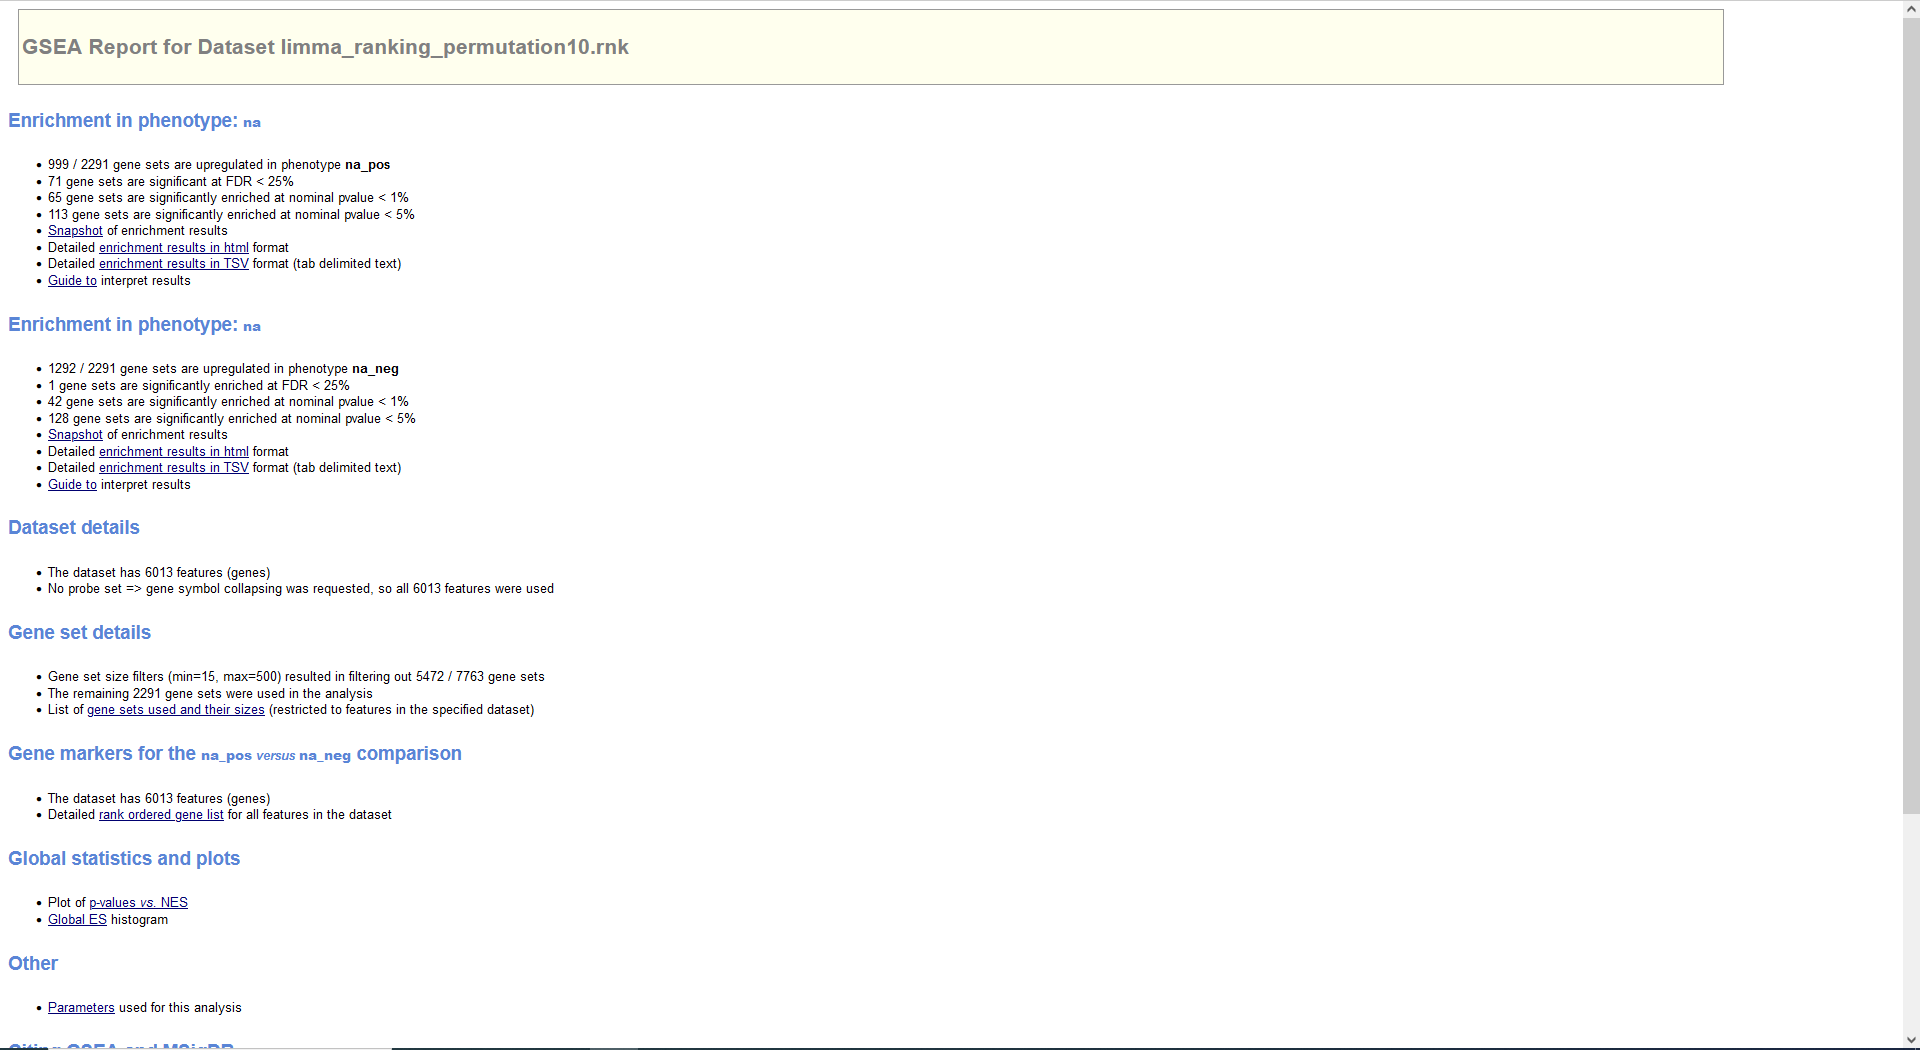 GSEA Report for Dataset limma_ranking_permutation10.rnk
Enrichment in phenotype: na
• 999 / 2291 gene sets are upregulated in phenotype na_pos
• 71 gene sets are significant at FDR < 25%
• 65 gene sets are significantly enriched at nominal pvalue < 1%
• 113 gene sets are significantly enriched at nominal pvalue < 5%
• Snapshot of enrichment results
• Detailed enrichment results in html format
• Detailed enrichment results in TSV format (tab delimited text)
• Guide to interpret results
Enrichment in phenotype: na
• 1292 / 2291 gene sets are upregulated in phenotype na_neg
• 1 gene sets are significantly enriched at FDR < 25%
• 42 gene sets are significantly enriched at nominal pvalue < 1%
• 128 gene sets are significantly enriched at nominal pvalue < 5%
• Snapshot of enrichment results
• Detailed enrichment results in html format
• Detailed enrichment results in TSV format (tab delimited text)
• Guide to interpret results
Dataset details
• The dataset has 6013 features (genes)
• No probe set => gene symbol collapsing was requested, so all 6013 features were used
Gene set details
• Gene set size filters (min=15, max=500) resulted in filtering out 5472 / 7763 gene sets
• The remaining 2291 gene sets were used in the analysis
• List of gene sets used and their sizes (restricted to features in the specified dataset)
Gene markers for the na_pos versus na_neg comparison
• The dataset has 6013 features (genes)
• Detailed rank ordered gene list for all features in the dataset
Global statistics and plots
• Plot of p-values vs. NES
• Global ES histogram
Other
• Parameters used for this analysis
Citing GSEA and MSigDB